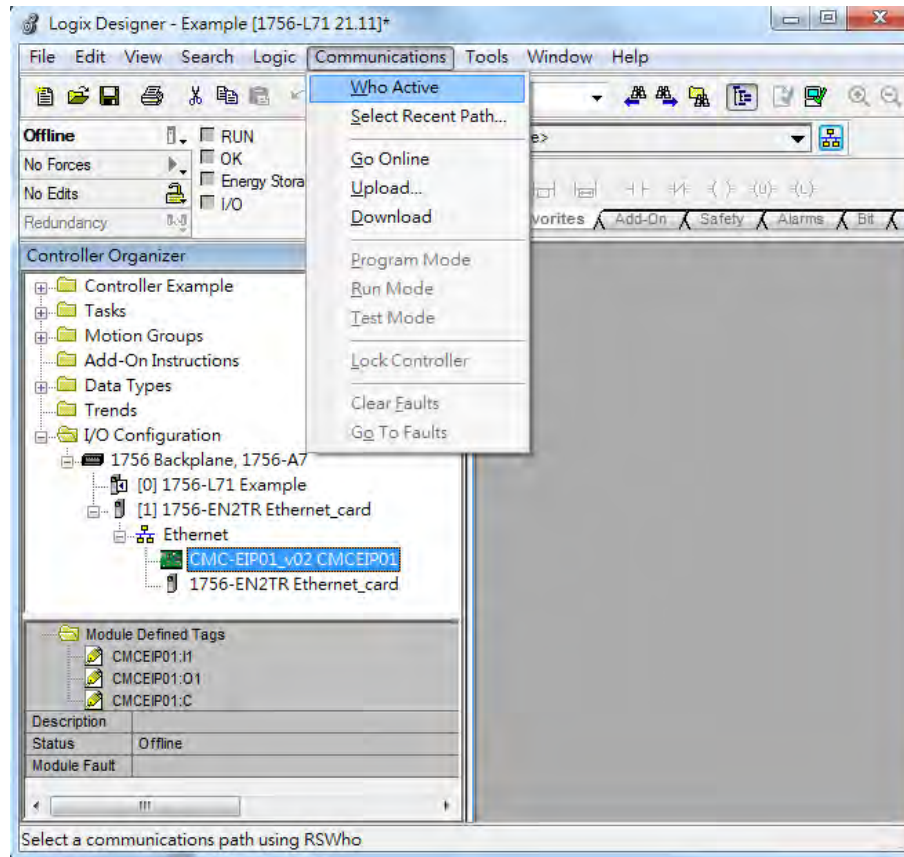 Logix Designer - Example [1756-L71 21.11]*
File Edit View Search Logic Communications Tools Window Help
Who Active
Select Recent Path...
Go Online
Upload...
Download
Program Mode
Run Mode
Test Mode
Lock Controller
Clear Faults
Go To Faults
Offline
RUN
No Forces
OK
No Edits
Energy Stora
I/O
Redundancy
e>
vorites Add-On Safety Alarms Bit
Controller Organizer
Controller Example
Tasks
Motion Groups
Add-On Instructions
Data Types
Trends
I/O Configuration
1756 Backplane, 1756-A7
[0] 1756-L71 Example
[1] 1756-EN2TR Ethernet_card
Ethernet
CMC-EIP01_v02 CMCEIP01
1756-EN2TR Ethernet_card
Module Defined Tags
CMCEIP01:I1
CMCEIP01:O1
CMCEIP01:C
Description
Status Offline
Module Fault
Select a communications path using RSWho